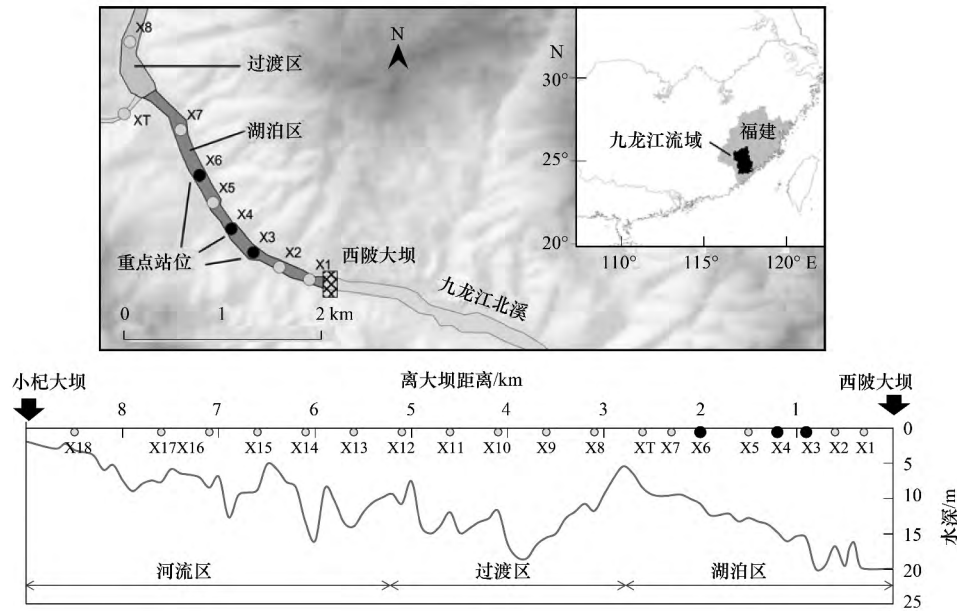 X8
过渡区
XT
X7
湖泊区
X6
X5
X4
X3
X2
X1
重点站位
西陂大坝
九龙江北溪
N
0 1 2 km
N
30°
25°
20°
110° 115° 120° E
福建
九龙江流域
小杞大坝 离大坝距离/km 西陂大坝
8 7 6 5 4 3 2 1
X18 X17 X16 X15 X14 X13 X12 X11 X10 X9 X8 XT X7 X6 X5 X4 X3 X2 X1
0
5
10
15
20
25
水深/m
河流区 过渡区 湖泊区